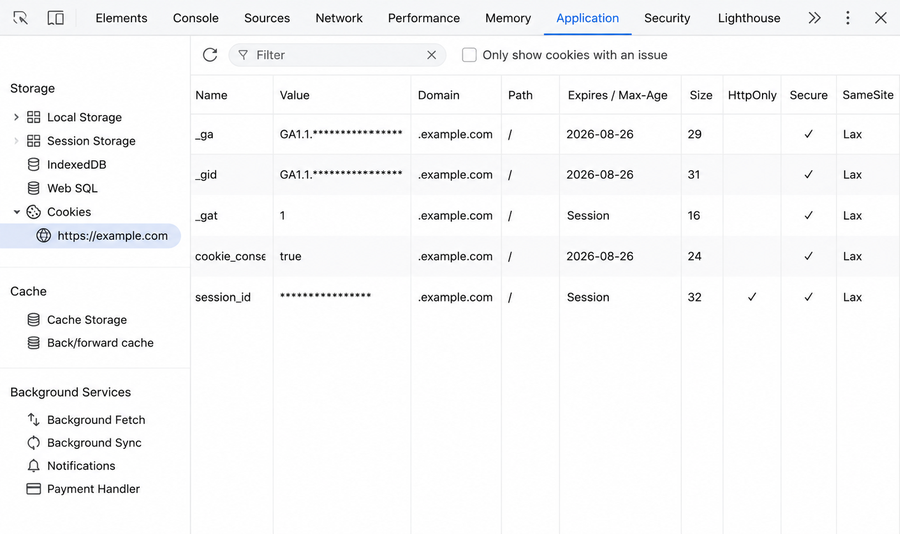 Elements Console Sources Network Performance Memory Application Security Lighthouse
Filter Only show cookies with an issue
Storage
Local Storage
Session Storage
IndexedDB
Web SQL
Cookies
https://example.com
Cache
Cache Storage
Back/forward cache
Background Services
Background Fetch
Background Sync
Notifications
Payment Handler
Name Value Domain Path Expires / Max-Age Size HttpOnly Secure SameSite
_ga GA1.1.**************** .example.com / 2026-08-26 29 ✓ Lax
_gid GA1.1.**************** .example.com / 2026-08-26 31 ✓ Lax
_gat 1 .example.com / Session 16 ✓ Lax
cookie_conse true .example.com / 2026-08-26 24 ✓ Lax
session_id **************** .example.com / Session 32 ✓ ✓ Lax